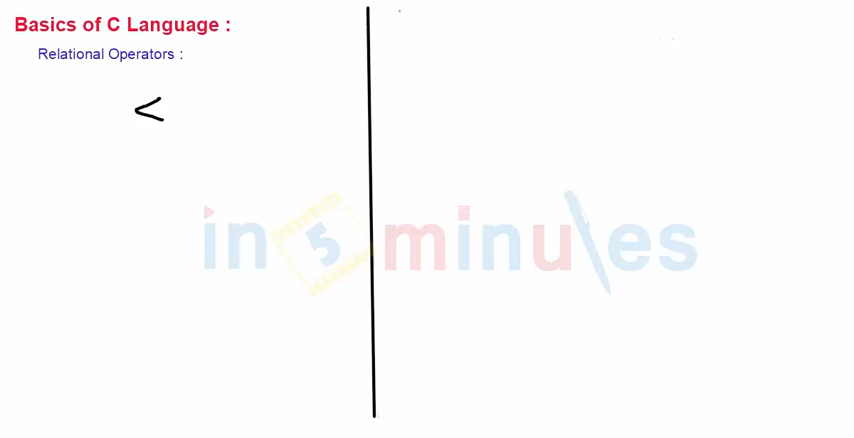 Basics of C Language :
Relational Operators :
<
in 5 minutes